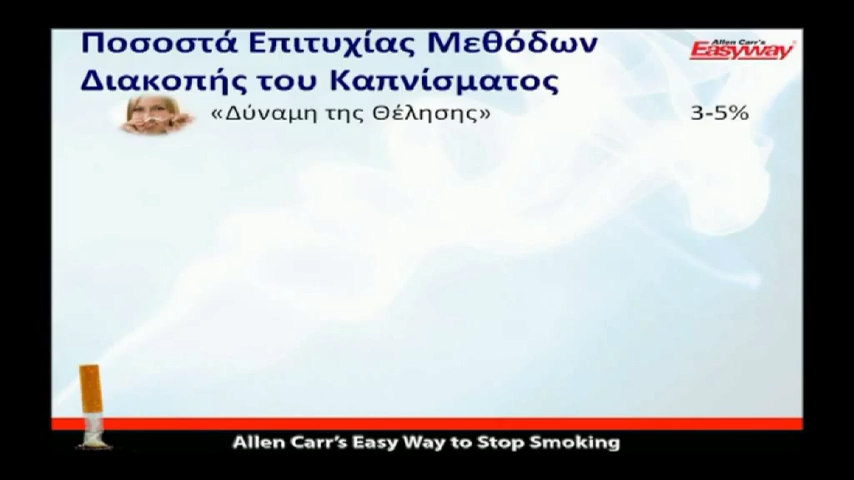 Ποσοστά Επιτυχίας Μεθόδων
Διακοπής του Καπνίσματος
Allen Carr's
Easyway
«Δύναμη της Θέλησης» 3-5%
Allen Carr's Easy Way to Stop Smoking